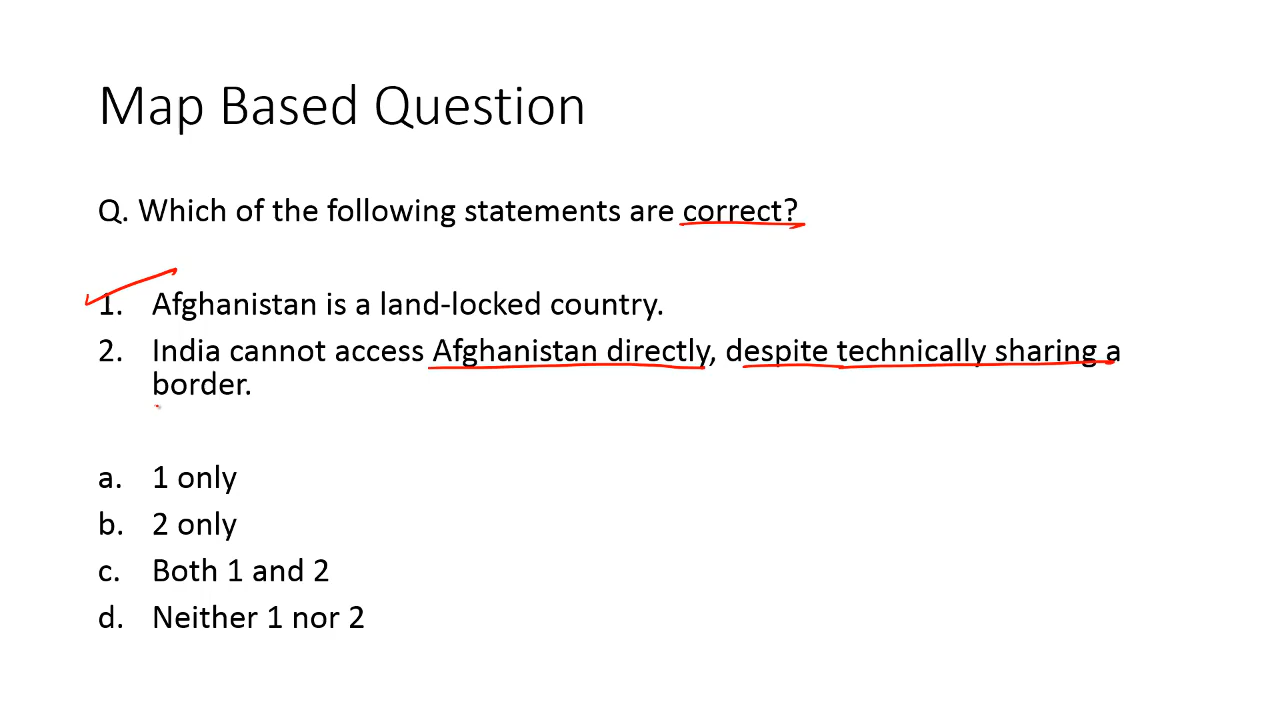 Map Based Question
Q. Which of the following statements are correct?
1. Afghanistan is a land-locked country.
2. India cannot access Afghanistan directly, despite technically sharing a
border.
a. 1 only
b. 2 only
c. Both 1 and 2
d. Neither 1 nor 2